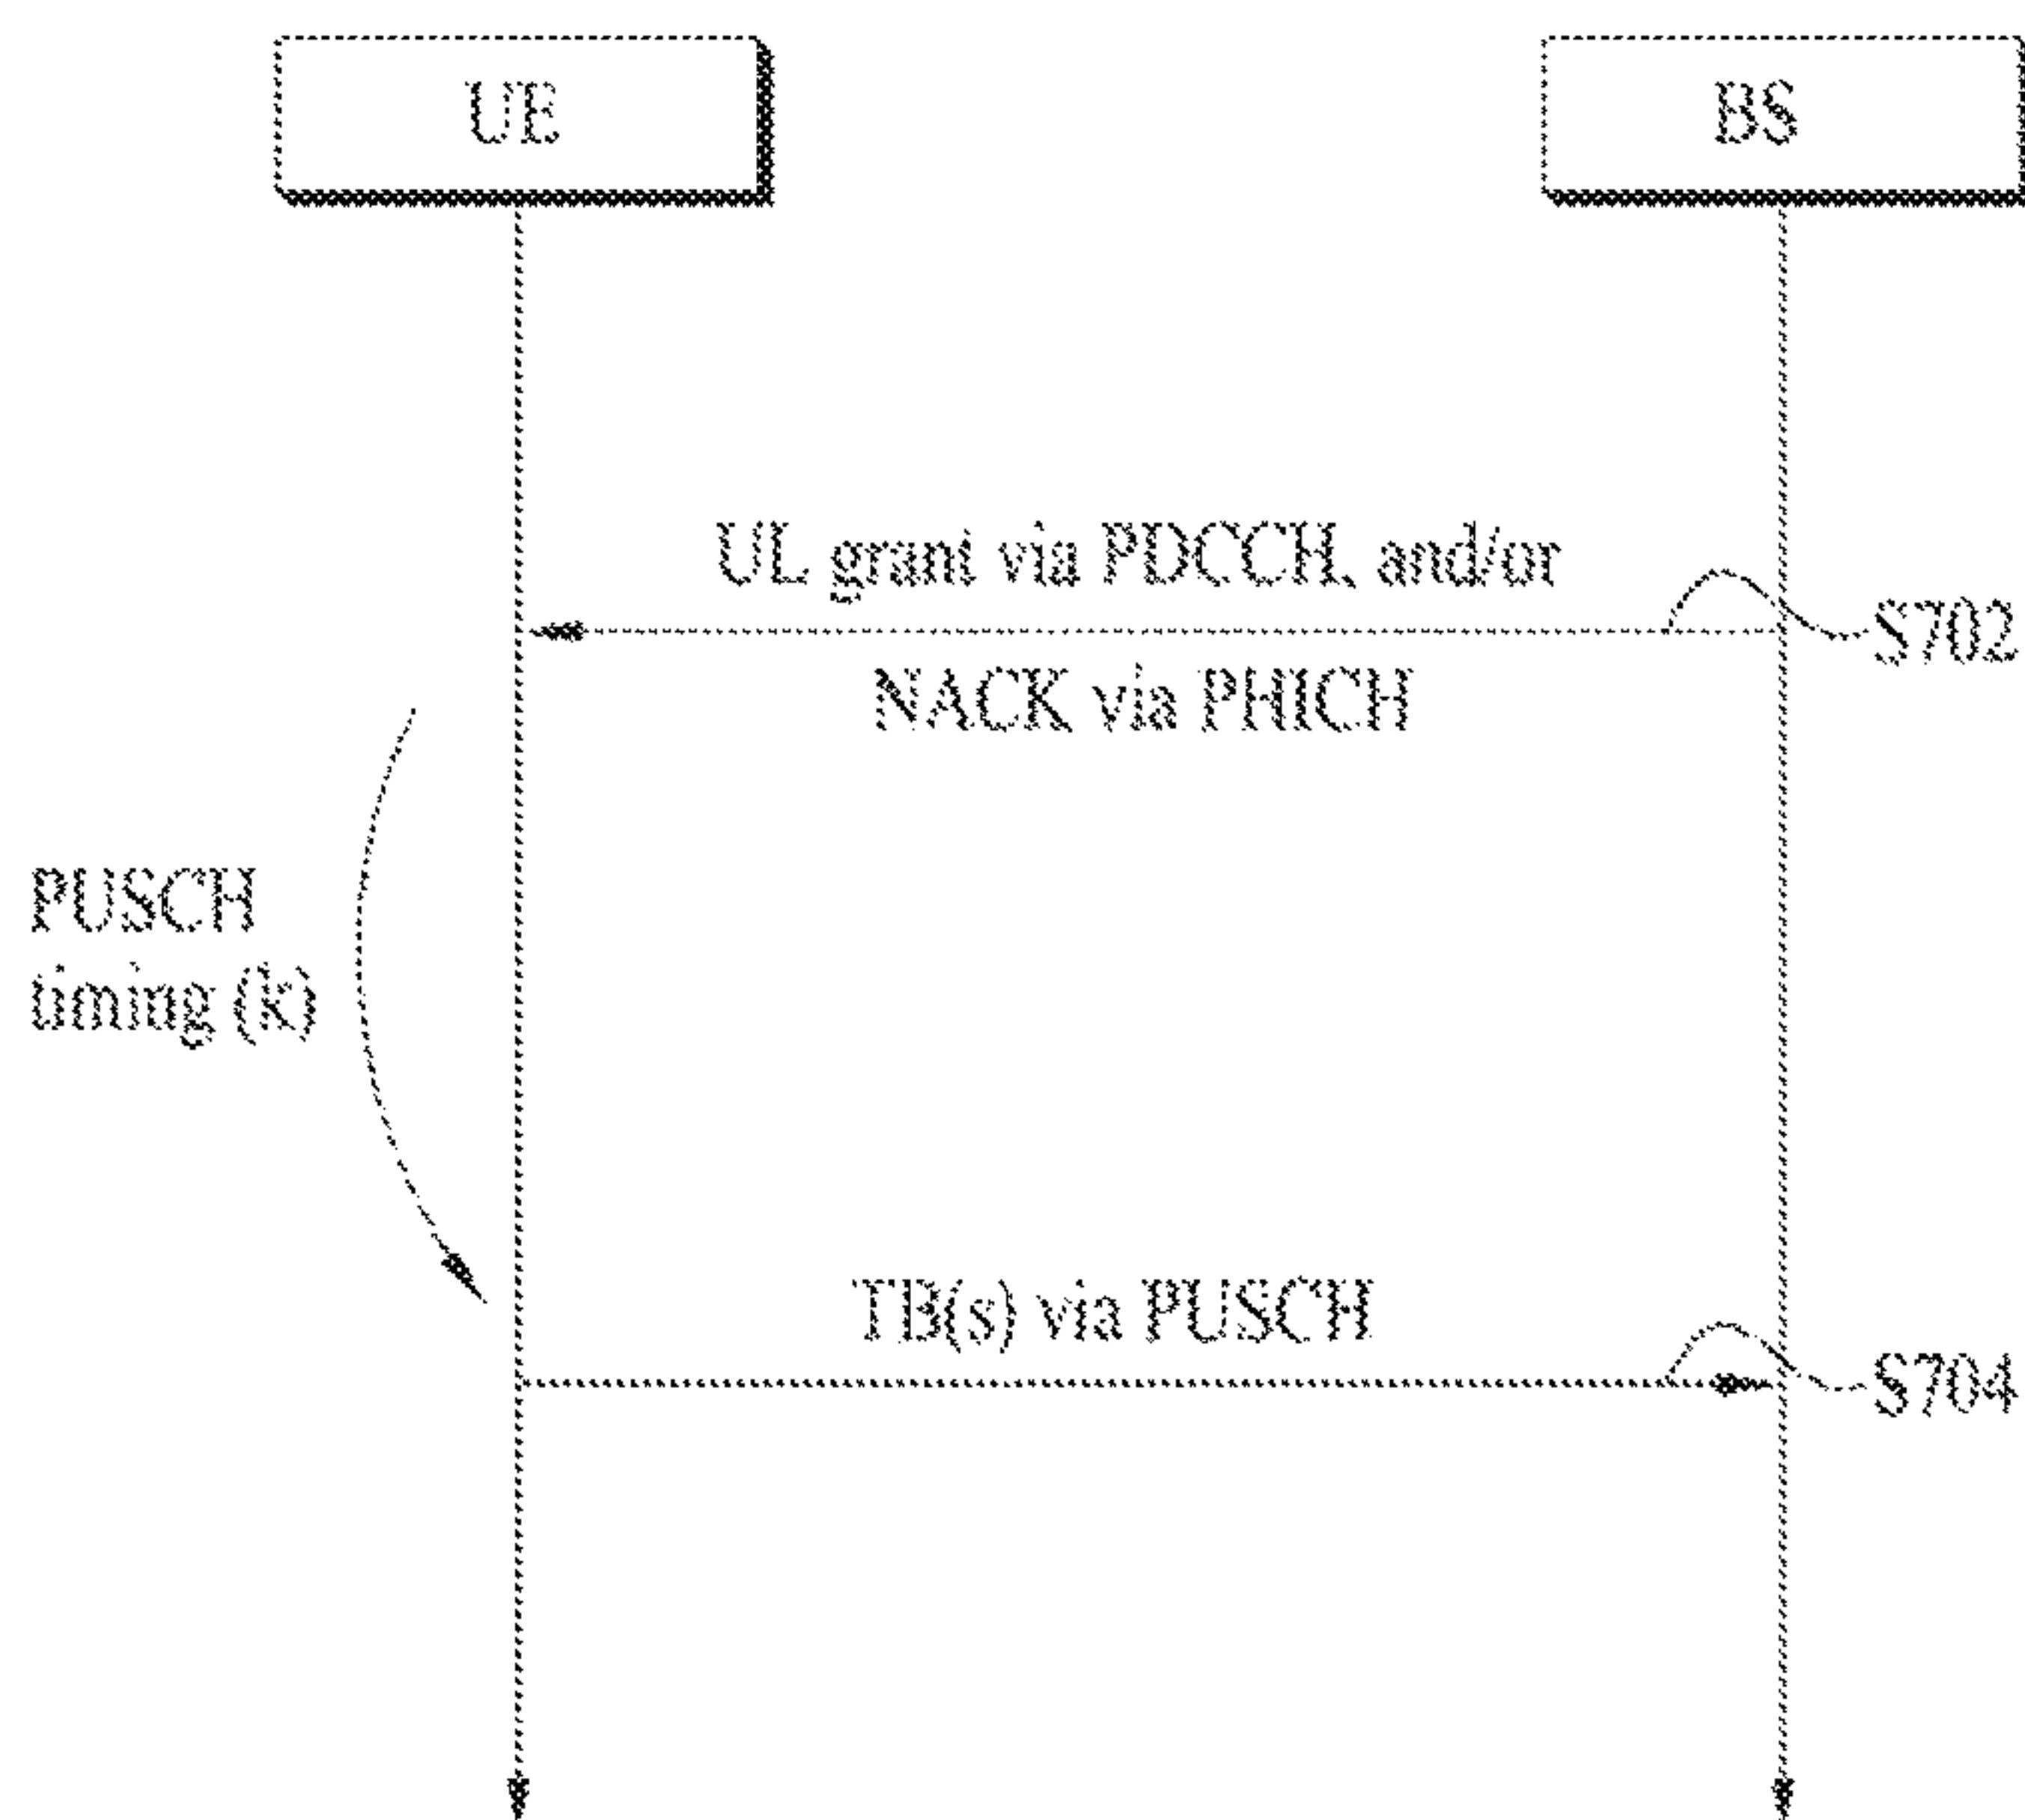 UE
BS
UL grant via PDCCH, and/or
S702
NACK via PHICH
PUSCH
timing (k)
TB(s) via PUSCH
S704